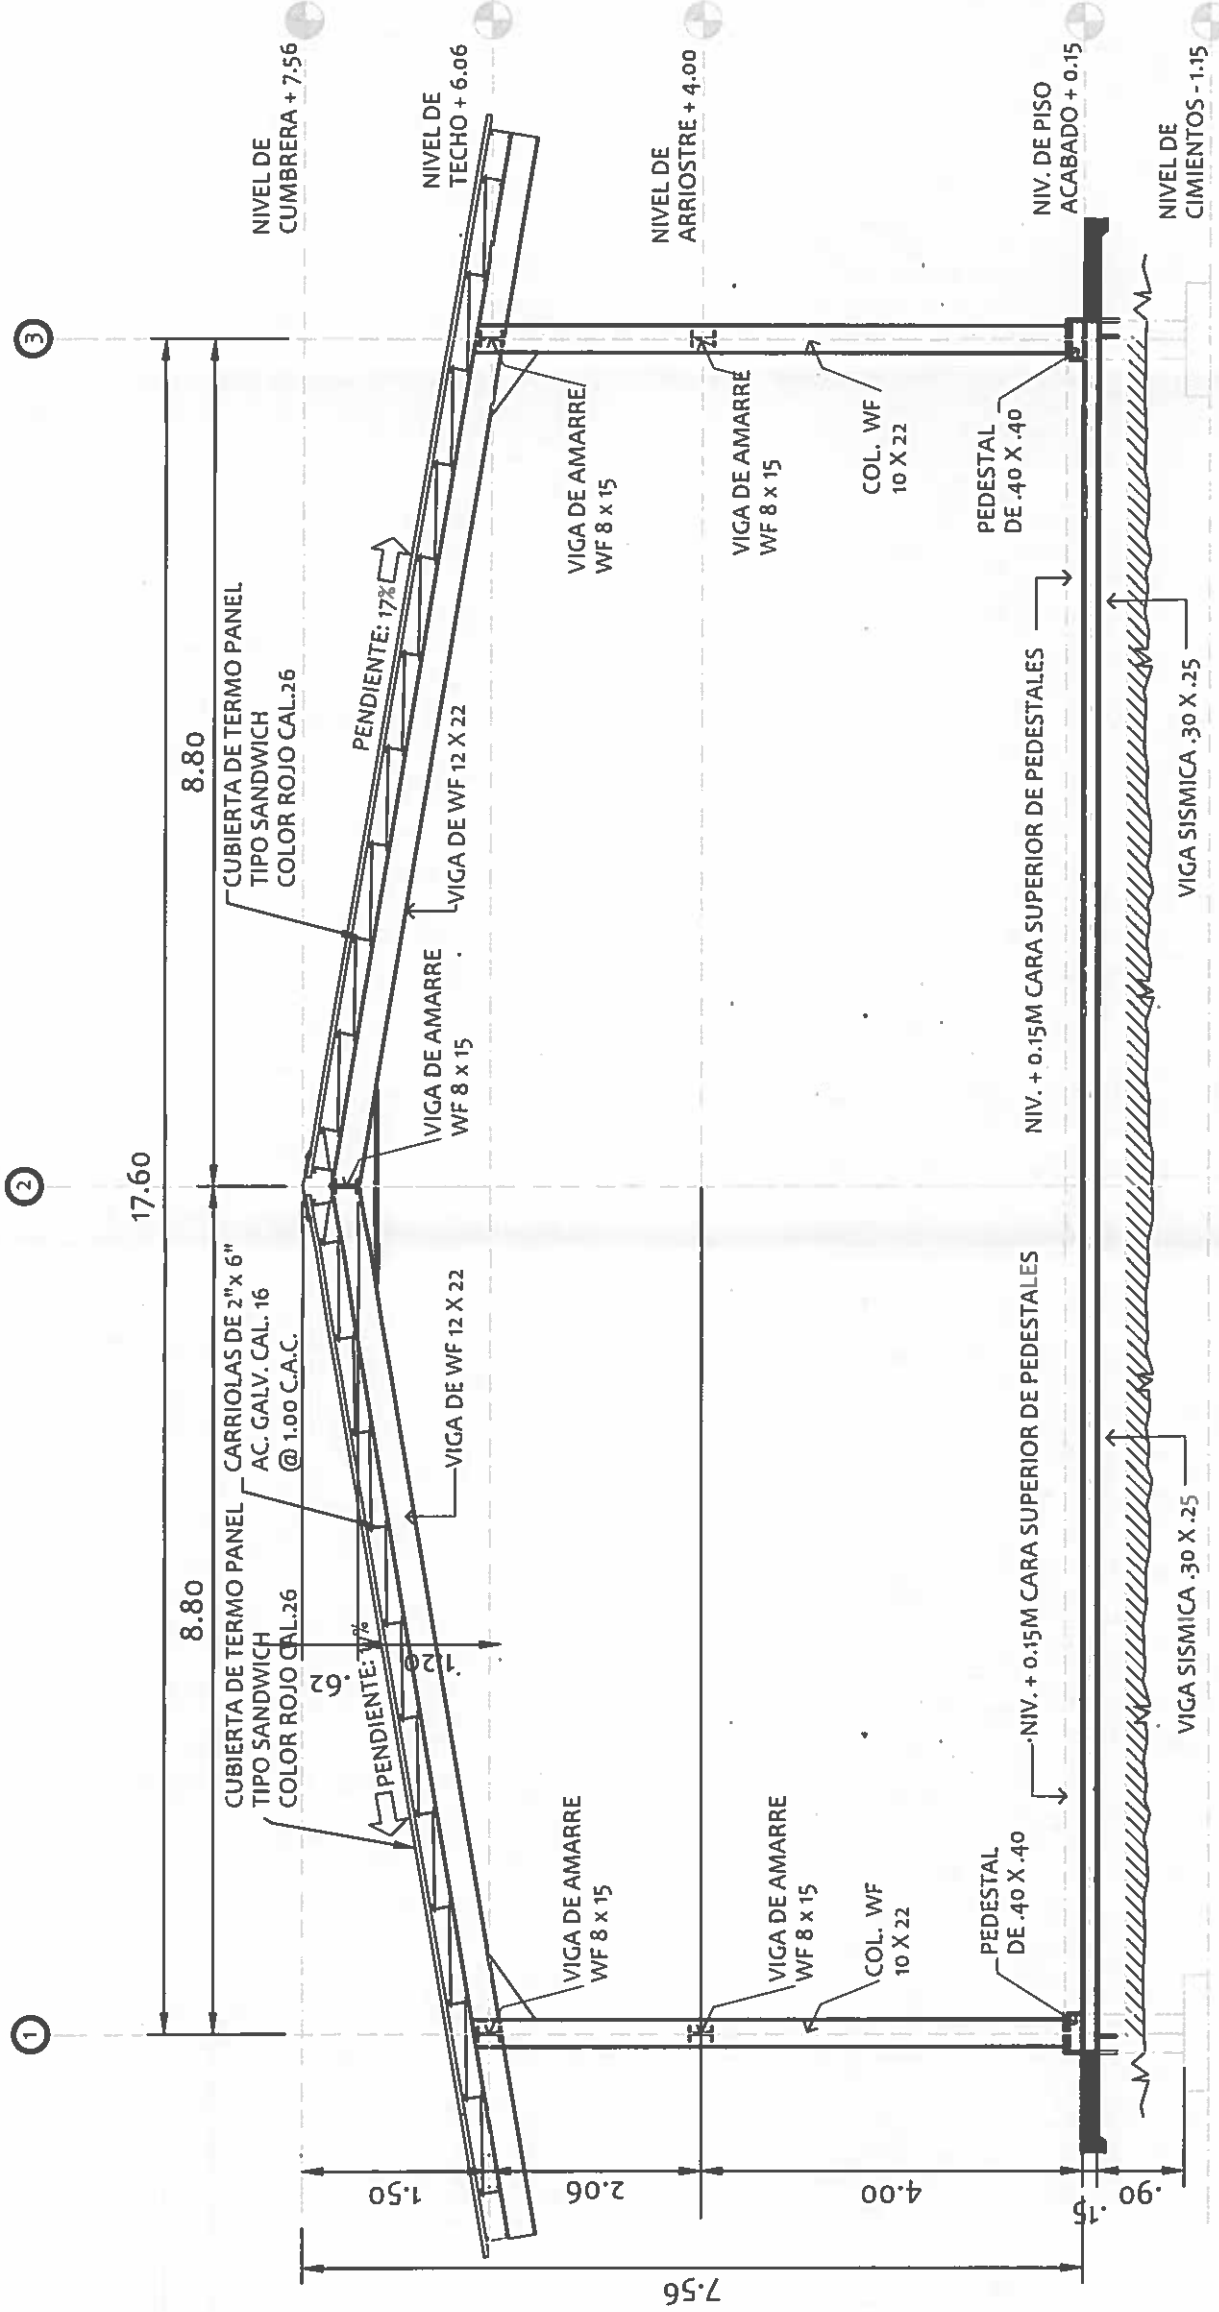 1
2
3
17.60
8.80
8.80
CUBIERTA DE TERMO PANEL
TIPO SANDWICH
COLOR ROJO CAL.26
CARRIOLAS DE 2"x 6"
AC. GALV. CAL. 16
@ 1.00 C.A.C.
CUBIERTA DE TERMO PANEL
TIPO SANDWICH
COLOR ROJO CAL.26
PENDIENTE: 17%
PENDIENTE: 17%
.62
1.20
VIGA DE WF 12 X 22
VIGA DE AMARRE
WF 8 x 15
VIGA DE WF 12 X 22
NIVEL DE
CUMBRERA + 7.56
NIVEL DE
TECHO + 6.06
NIVEL DE
ARRIOSTRE + 4.00
NIV. DE PISO
ACABADO + 0.15
NIVEL DE
CIMIENTOS - 1.15
VIGA DE AMARRE
WF 8 x 15
VIGA DE AMARRE
WF 8 x 15
VIGA DE AMARRE
WF 8 x 15
VIGA DE AMARRE
WF 8 x 15
COL. WF
10 X 22
COL. WF
10 X 22
PEDESTAL
DE .40 X .40
PEDESTAL
DE .40 X .40
NIV. + 0.15M CARA SUPERIOR DE PEDESTALES
NIV. + 0.15M CARA SUPERIOR DE PEDESTALES
VIGA SISMICA .30 X .25
VIGA SISMICA .30 X .25
1.50
2.06
4.00
.15
.90
7.56